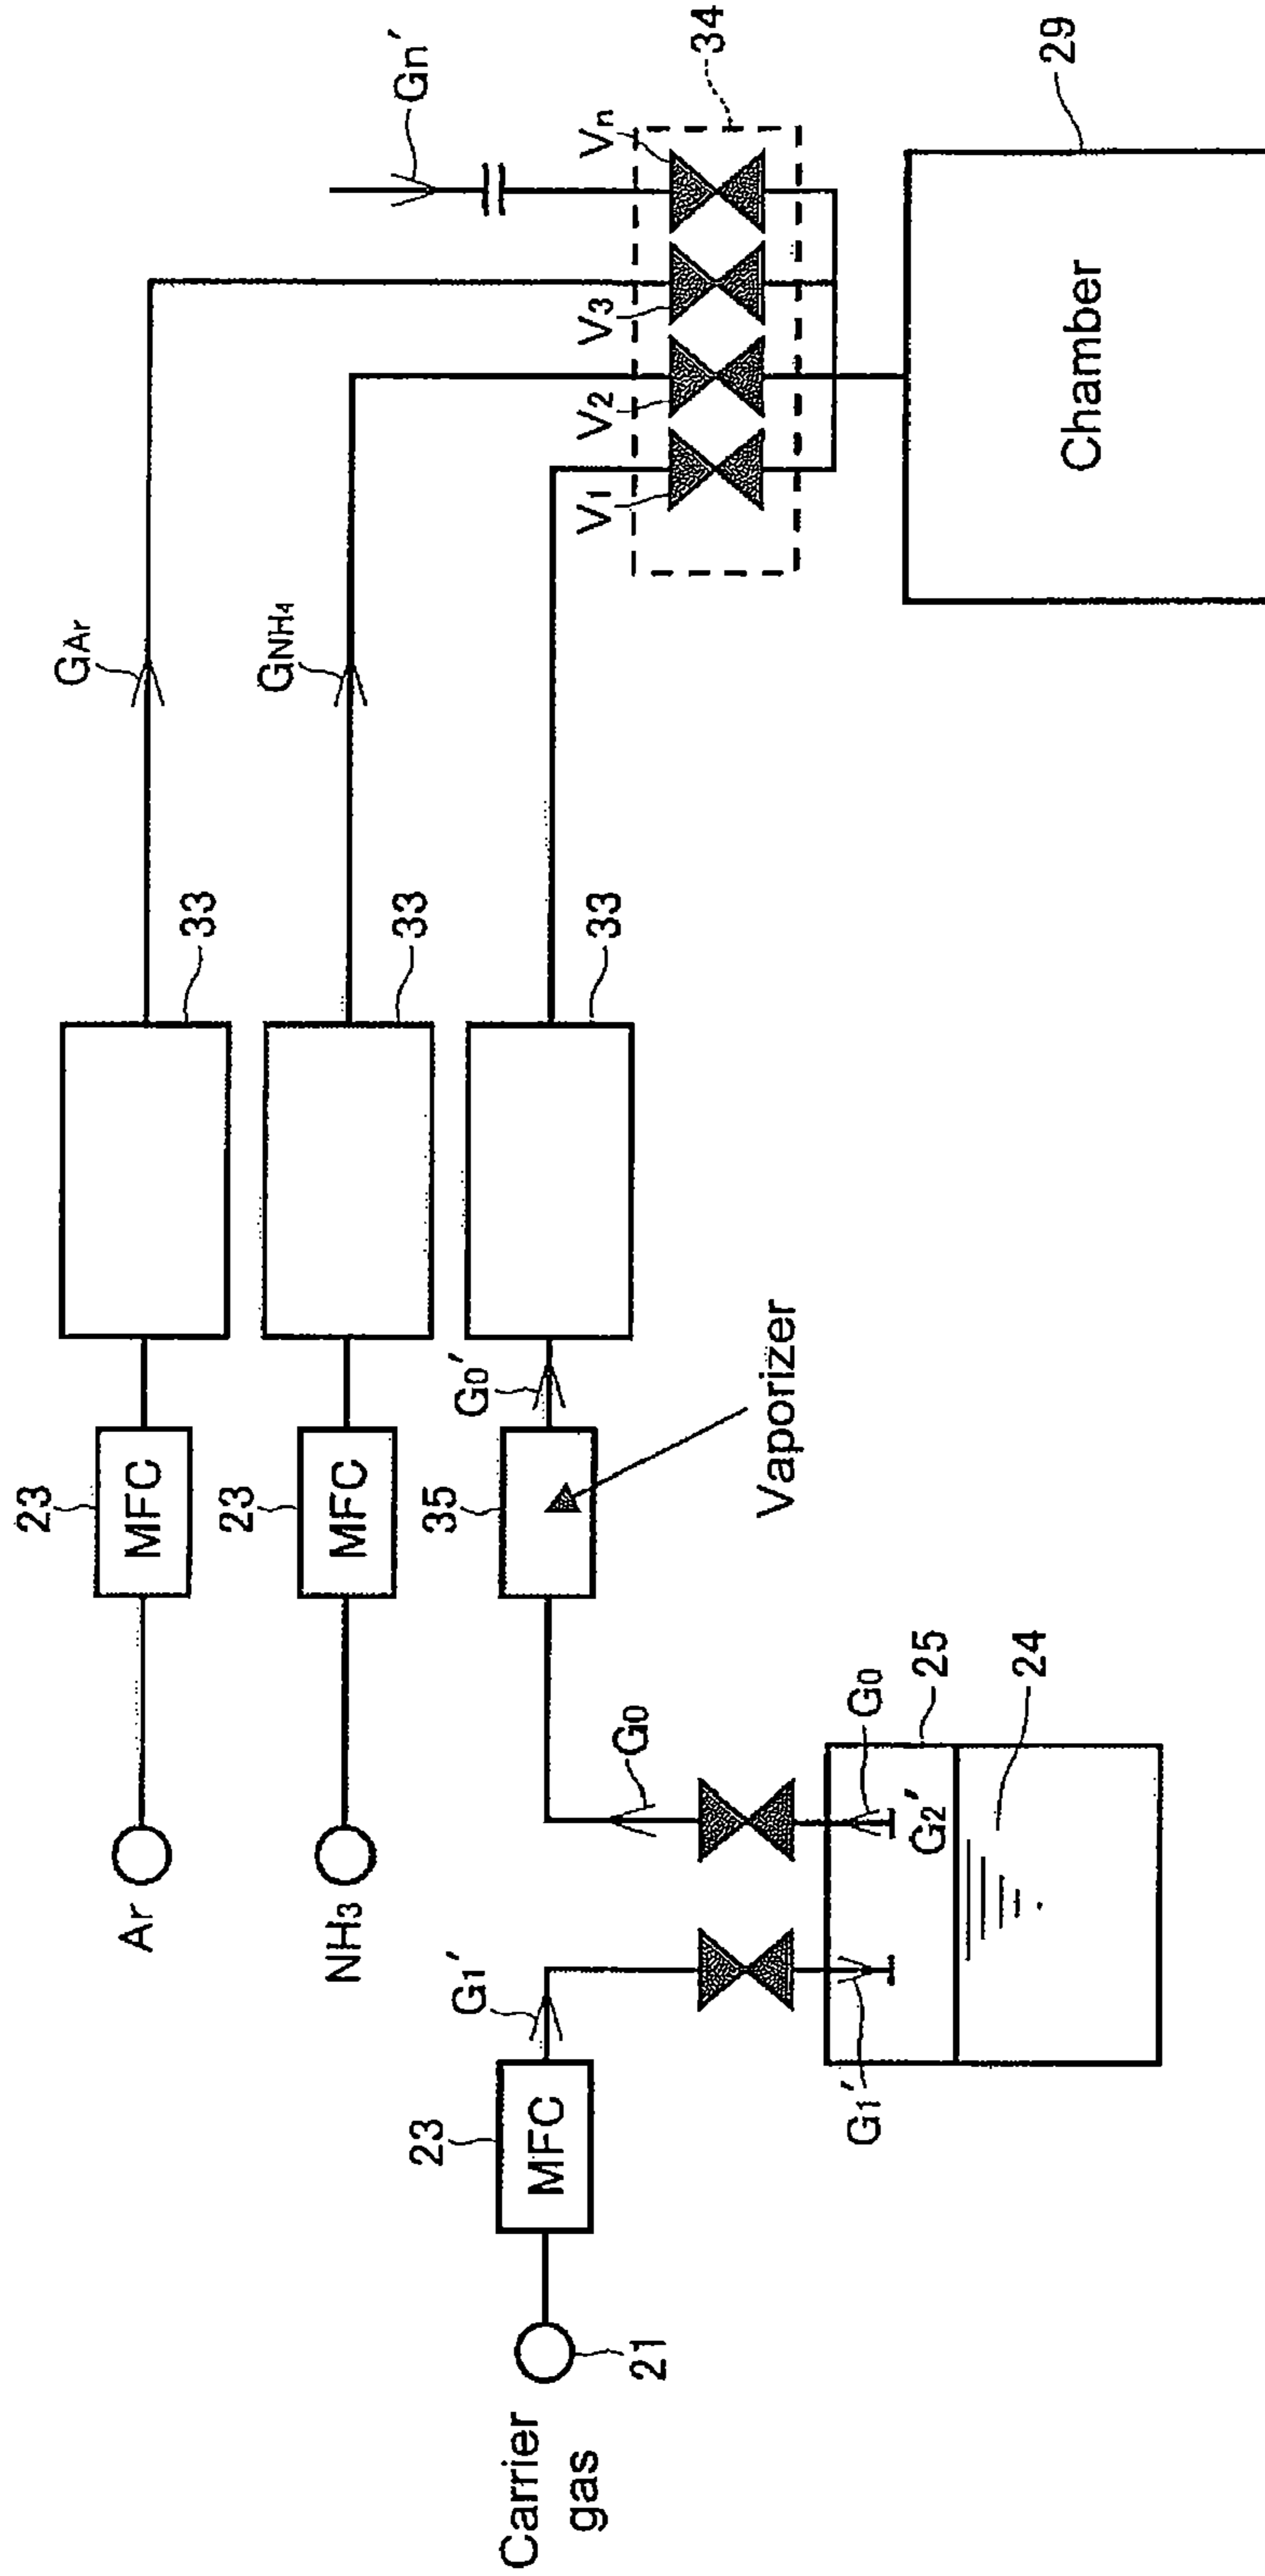 Ar
23
MFC
33
GAr
NH3
23
MFC
33
GNH4
Gn'
Carrier
gas
21
23
MFC
G1'
G0
35
G0'
33
Vaporizer
V1
V2
V3
Vn
34
G1'
G2'
G0
25
24
Chamber
29